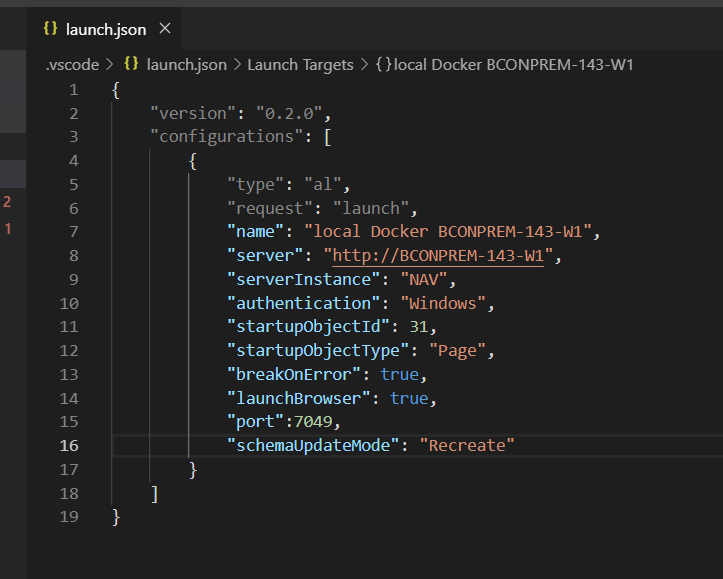 {} launch.json ×
.vscode > {} launch.json > Launch Targets > {} local Docker BCONPREM-143-W1
1 {
2 "version": "0.2.0",
3 "configurations": [
4 {
5 "type": "al",
6 "request": "launch",
7 "name": "local Docker BCONPREM-143-W1",
8 "server": "http://BCONPREM-143-W1",
9 "serverInstance": "NAV",
10 "authentication": "Windows",
11 "startupObjectId": 31,
12 "startupObjectType": "Page",
13 "breakOnError": true,
14 "launchBrowser": true,
15 "port":7049,
16 "schemaUpdateMode": "Recreate"
17 }
18 ]
19 }
2
1